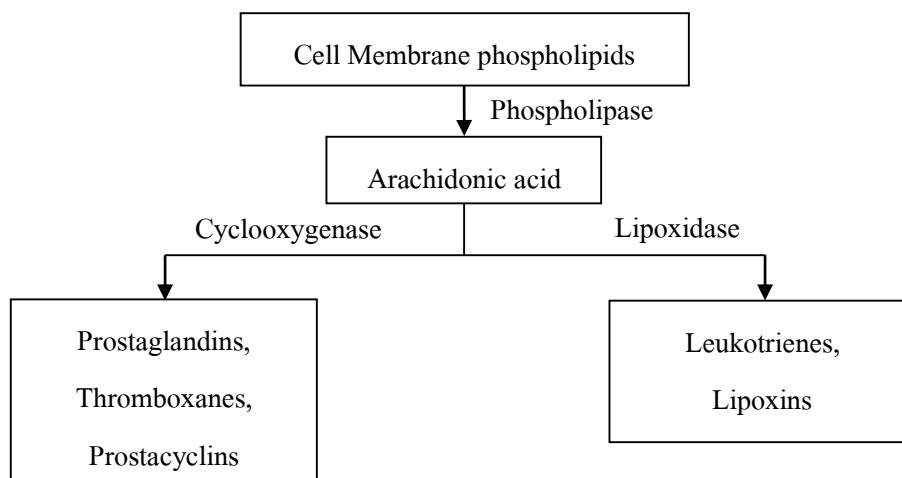 Cell Membrane phospholipids
Phospholipase
Arachidonic acid
Cyclooxygenase
Lipoxidase
Prostaglandins,
Thromboxanes,
Prostacyclins
Leukotrienes,
Lipoxins